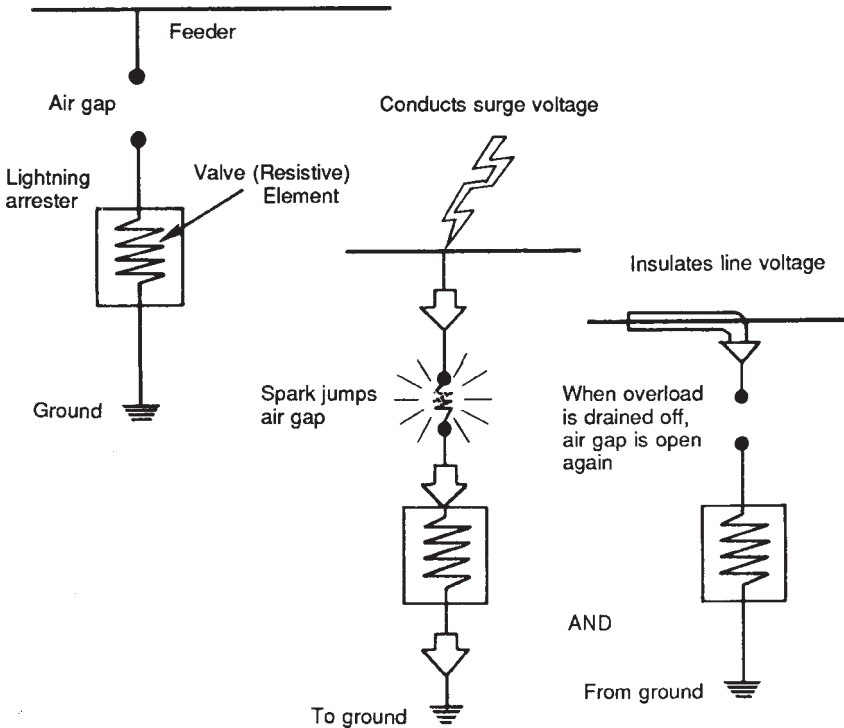 Feeder
Air gap
Lightning
arrester
Valve (Resistive)
Element
Ground
Conducts surge voltage
Spark jumps
air gap
To ground
Insulates line voltage
When overload
is drained off,
air gap is open
again
AND
From ground